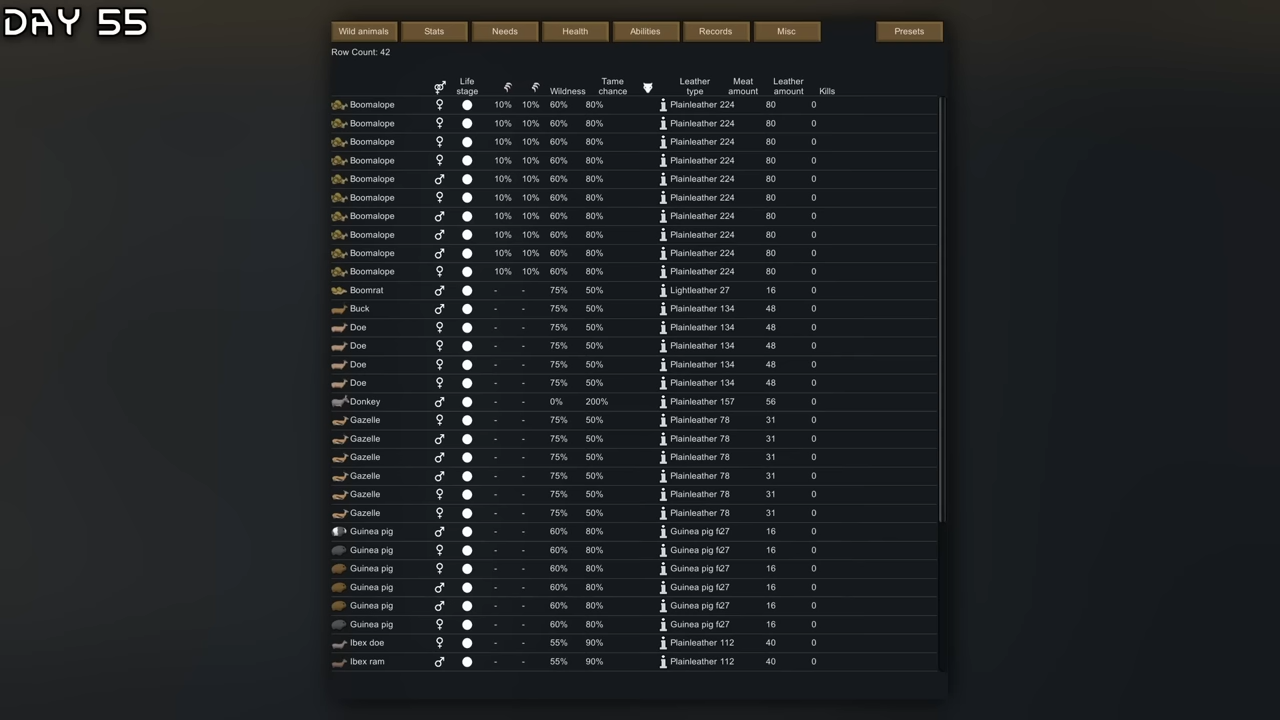 DAY 55
Wild animals Stats Needs Health Abilities Records Misc Presets
Row Count: 42
Life stage Wildness Tame chance Leather type Meat amount Leather amount Kills
Boomalope ♀ 10% 10% 60% 80% Plainleather 224 80 0
Boomalope ♀ 10% 10% 60% 80% Plainleather 224 80 0
Boomalope ♀ 10% 10% 60% 80% Plainleather 224 80 0
Boomalope ♀ 10% 10% 60% 80% Plainleather 224 80 0
Boomalope ♂ 10% 10% 60% 80% Plainleather 224 80 0
Boomalope ♀ 10% 10% 60% 80% Plainleather 224 80 0
Boomalope ♂ 10% 10% 60% 80% Plainleather 224 80 0
Boomalope ♂ 10% 10% 60% 80% Plainleather 224 80 0
Boomalope ♂ 10% 10% 60% 80% Plainleather 224 80 0
Boomalope ♀ 10% 10% 60% 80% Plainleather 224 80 0
Boomrat ♂ - - 75% 50% Lightleather 27 16 0
Buck ♂ - - 75% 50% Plainleather 134 48 0
Doe ♀ - - 75% 50% Plainleather 134 48 0
Doe ♀ - - 75% 50% Plainleather 134 48 0
Doe ♀ - - 75% 50% Plainleather 134 48 0
Doe ♀ - - 75% 50% Plainleather 134 48 0
Donkey ♂ - - 0% 200% Plainleather 157 56 0
Gazelle ♀ - - 75% 50% Plainleather 78 31 0
Gazelle ♂ - - 75% 50% Plainleather 78 31 0
Gazelle ♂ - - 75% 50% Plainleather 78 31 0
Gazelle ♂ - - 75% 50% Plainleather 78 31 0
Gazelle ♀ - - 75% 50% Plainleather 78 31 0
Gazelle ♀ - - 75% 50% Plainleather 78 31 0
Guinea pig ♂ - - 60% 80% Guinea pig f 27 16 0
Guinea pig ♀ - - 60% 80% Guinea pig f 27 16 0
Guinea pig ♀ - - 60% 80% Guinea pig f 27 16 0
Guinea pig ♂ - - 60% 80% Guinea pig f 27 16 0
Guinea pig ♂ - - 60% 80% Guinea pig f 27 16 0
Guinea pig ♀ - - 60% 80% Guinea pig f 27 16 0
Ibex doe ♀ - - 55% 90% Plainleather 112 40 0
Ibex ram ♂ - - 55% 90% Plainleather 112 40 0